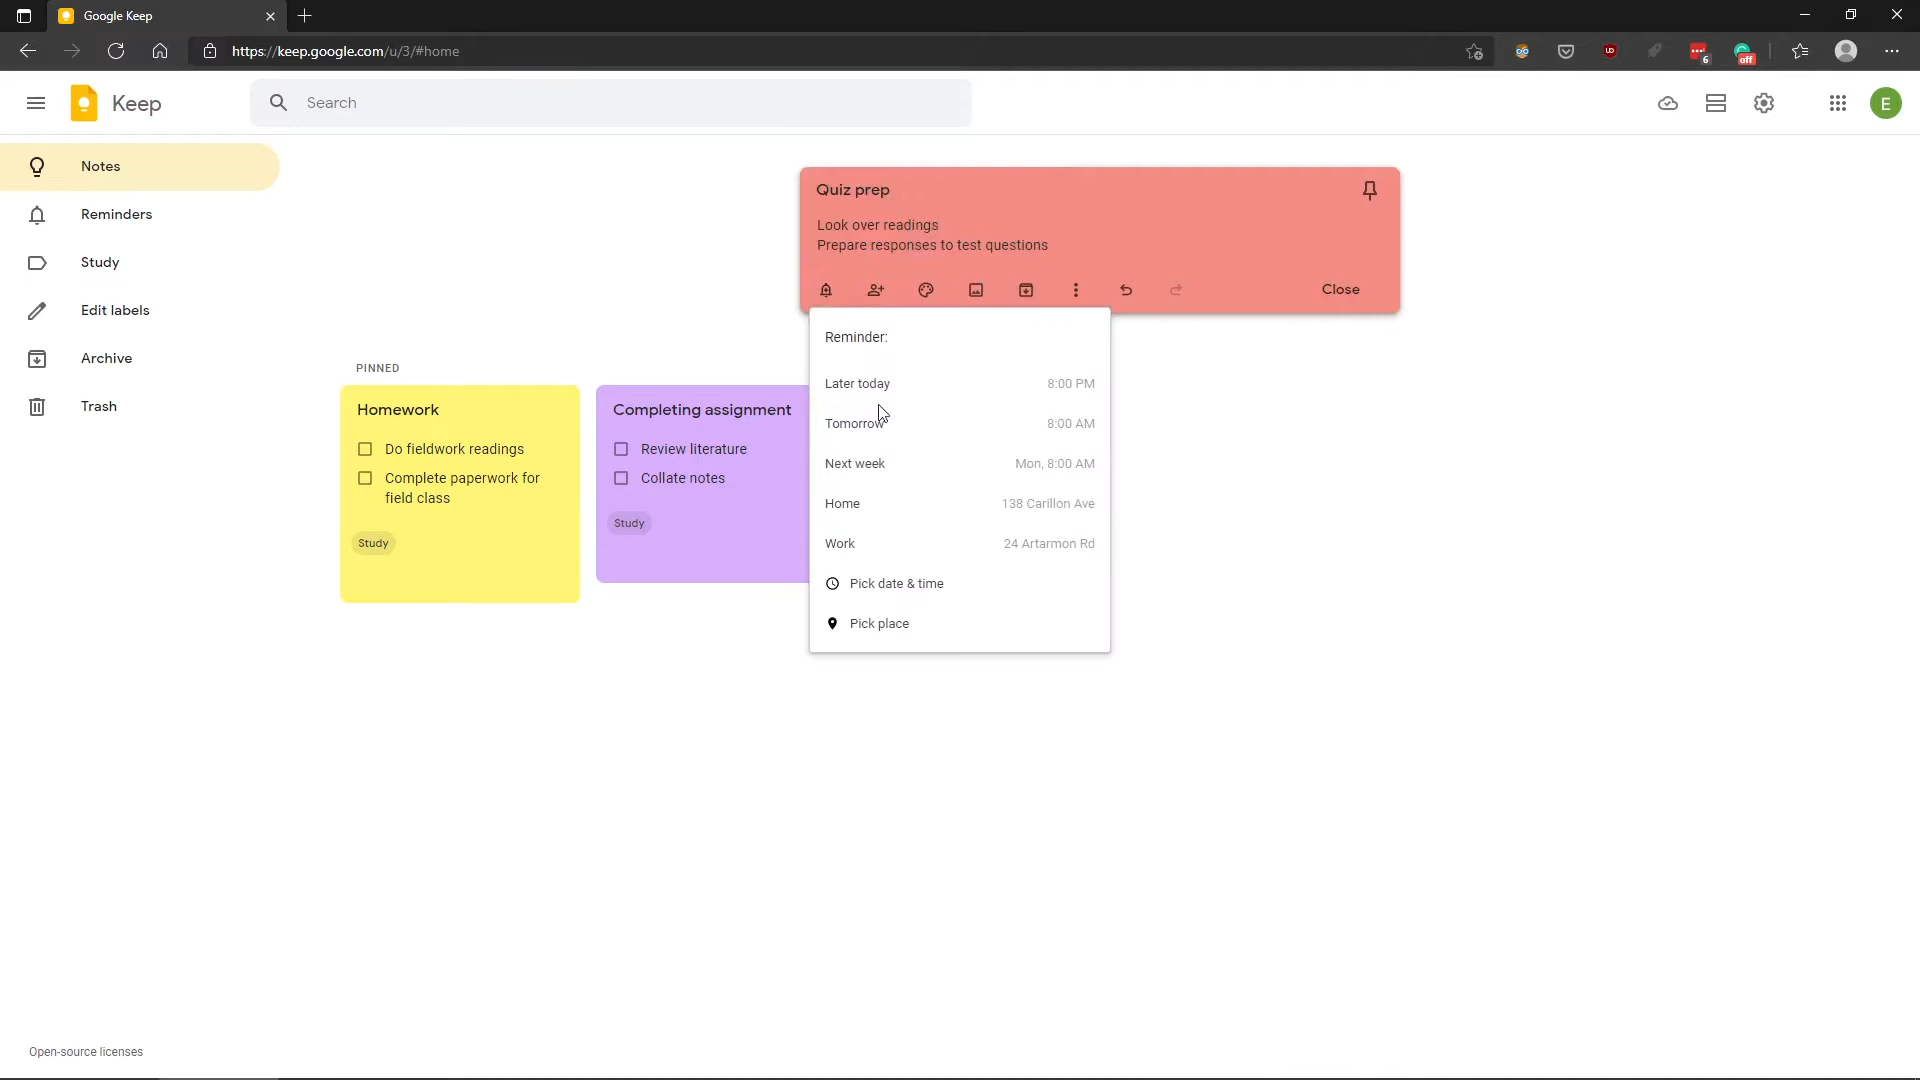 Google Keep
https://keep.google.com/u/3/#home
6
off
Keep
Search
E
Notes
Reminders
Study
Edit labels
Archive
Trash
Quiz prep
Look over readings
Prepare responses to test questions
Close
Reminder:
Later today 8:00 PM
Tomorrow 8:00 AM
Next week Mon, 8:00 AM
Home 138 Carillon Ave
Work 24 Artarmon Rd
Pick date & time
Pick place
PINNED
Homework
Do fieldwork readings
Complete paperwork for
field class
Study
Completing assignment
Review literature
Collate notes
Study
Open-source licenses